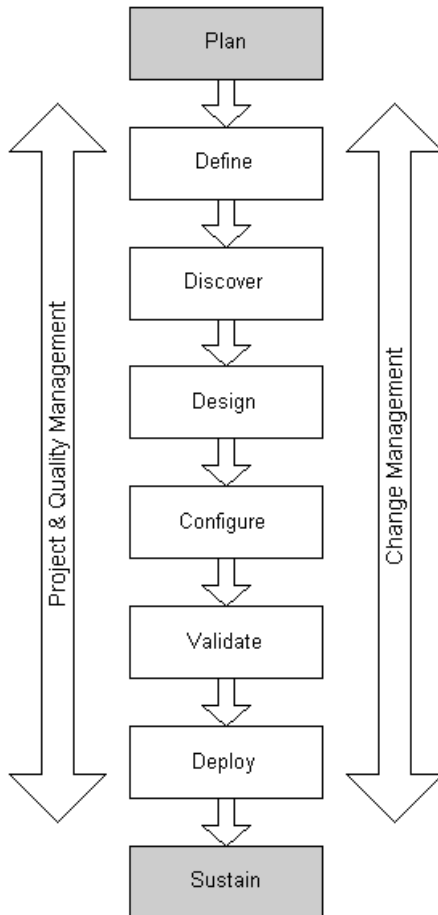 Plan
Define
Discover
Design
Configure
Validate
Deploy
Sustain
Project & Quality Management
Change Management